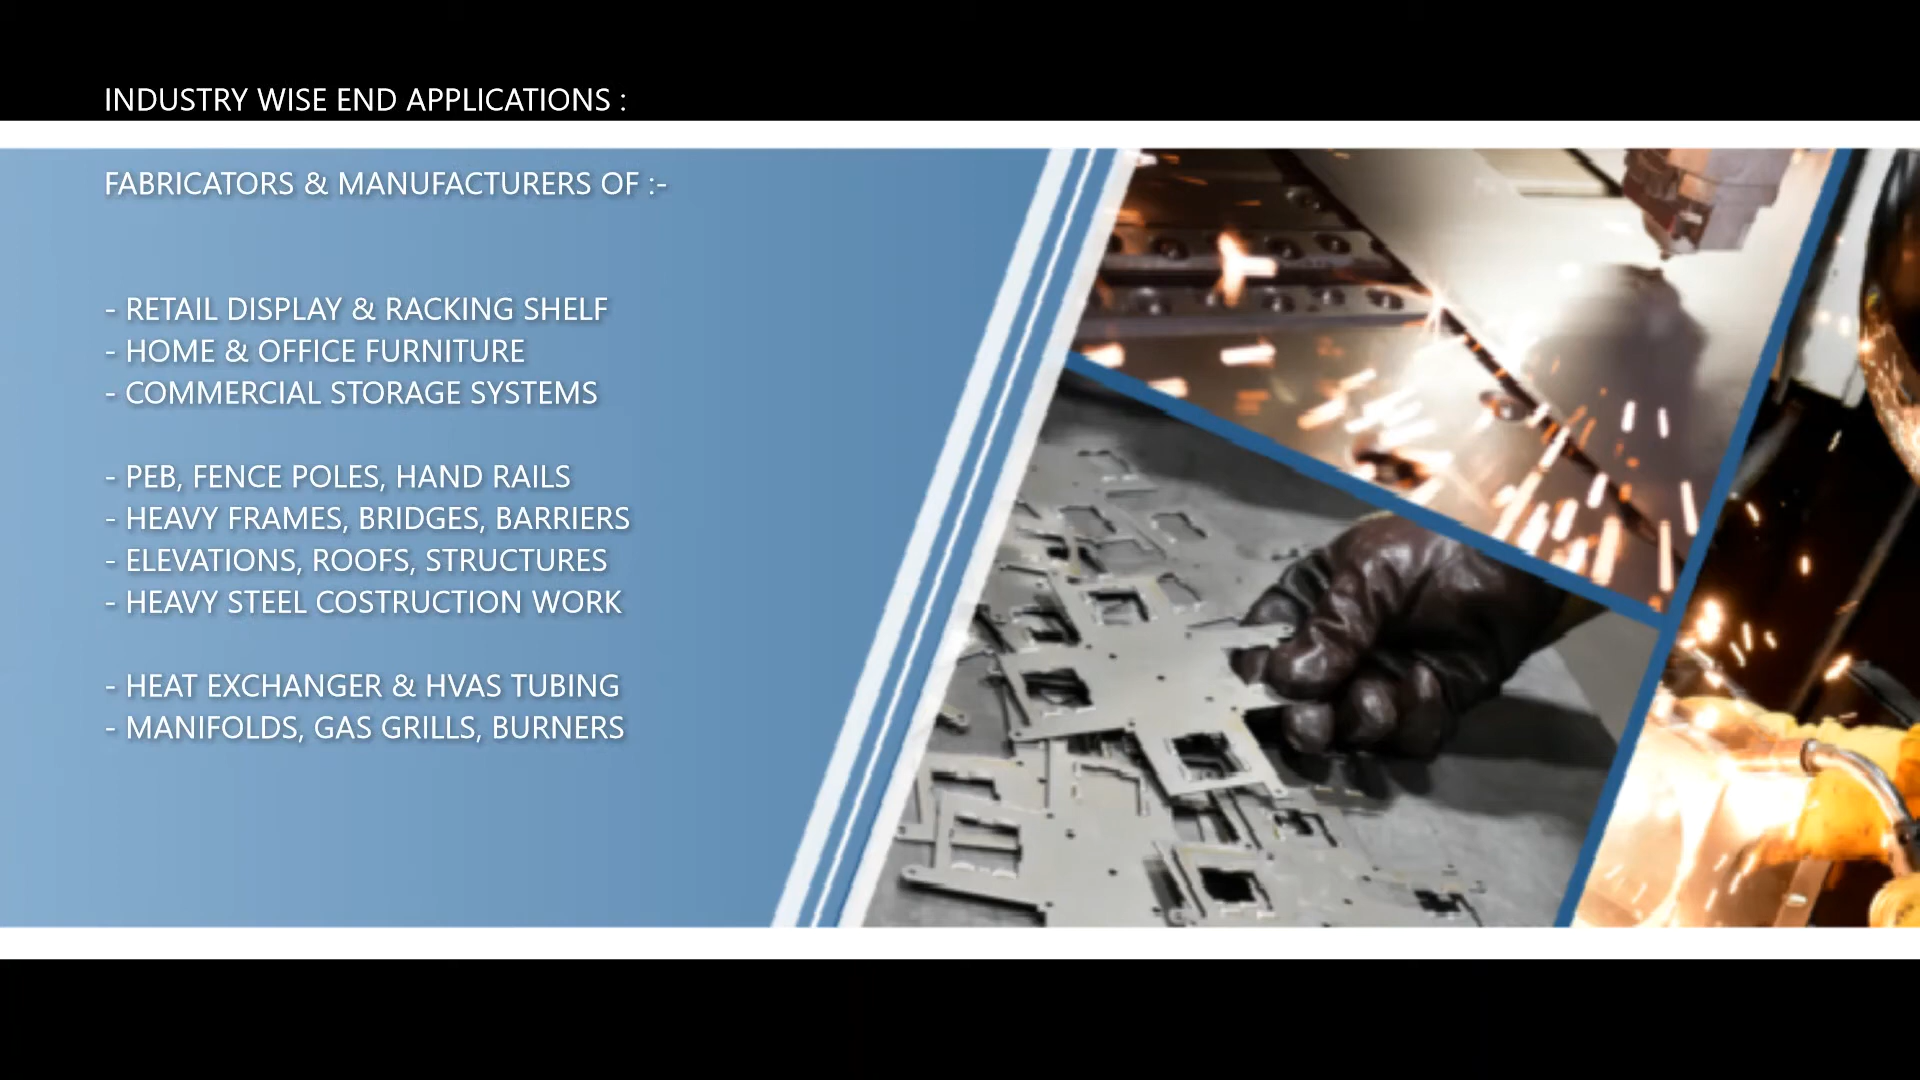 INDUSTRY WISE END APPLICATIONS :
FABRICATORS & MANUFACTURERS OF :-
- RETAIL DISPLAY & RACKING SHELF
- HOME & OFFICE FURNITURE
- COMMERCIAL STORAGE SYSTEMS
- PEB, FENCE POLES, HAND RAILS
- HEAVY FRAMES, BRIDGES, BARRIERS
- ELEVATIONS, ROOFS, STRUCTURES
- HEAVY STEEL COSTRUCTION WORK
- HEAT EXCHANGER & HVAS TUBING
- MANIFOLDS, GAS GRILLS, BURNERS